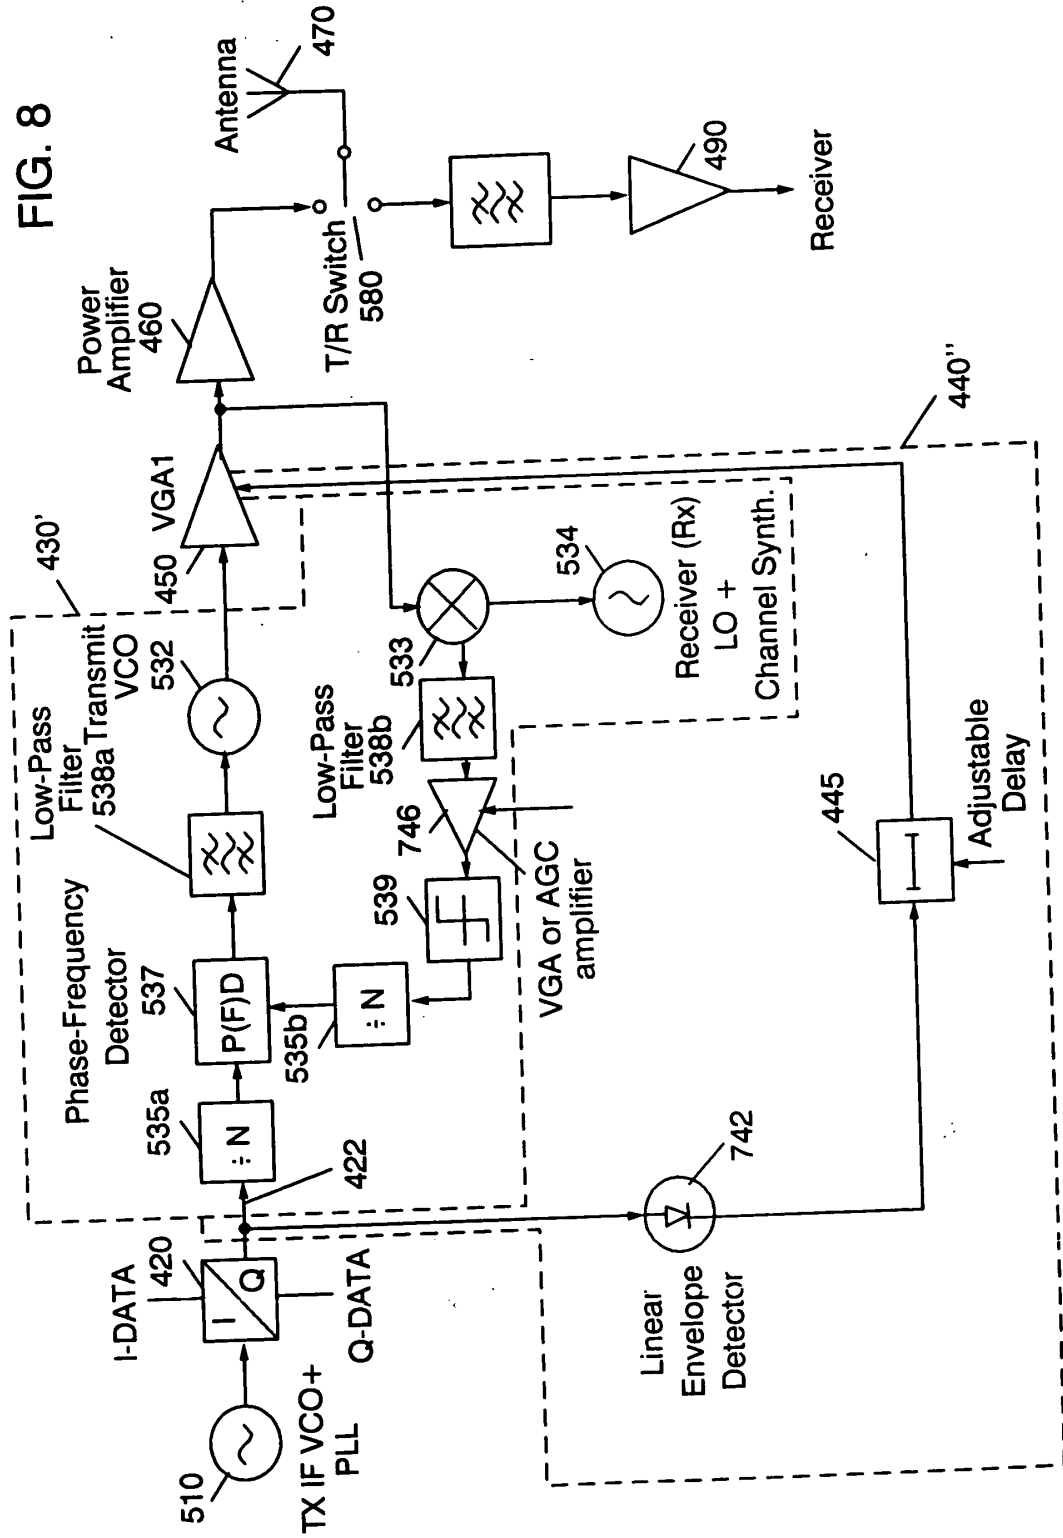 FIG. 8
Antenna
470
Power
Amplifier
460
T/R Switch
580
490
Receiver
430'
VGA1
450
Transmit
VCO
532
Low-Pass
Filter
538a
Phase-Frequency
Detector
537
P(F)D
535a
÷ N
422
I-DATA
420
I
Q
Q-DATA
510
TX IF VCO+
PLL
535b
÷ N
539
746
VGA or AGC
amplifier
Low-Pass
Filter
538b
533
534
Receiver (Rx)
LO +
Channel Synth.
440"
445
Adjustable
Delay
742
Linear
Envelope
Detector